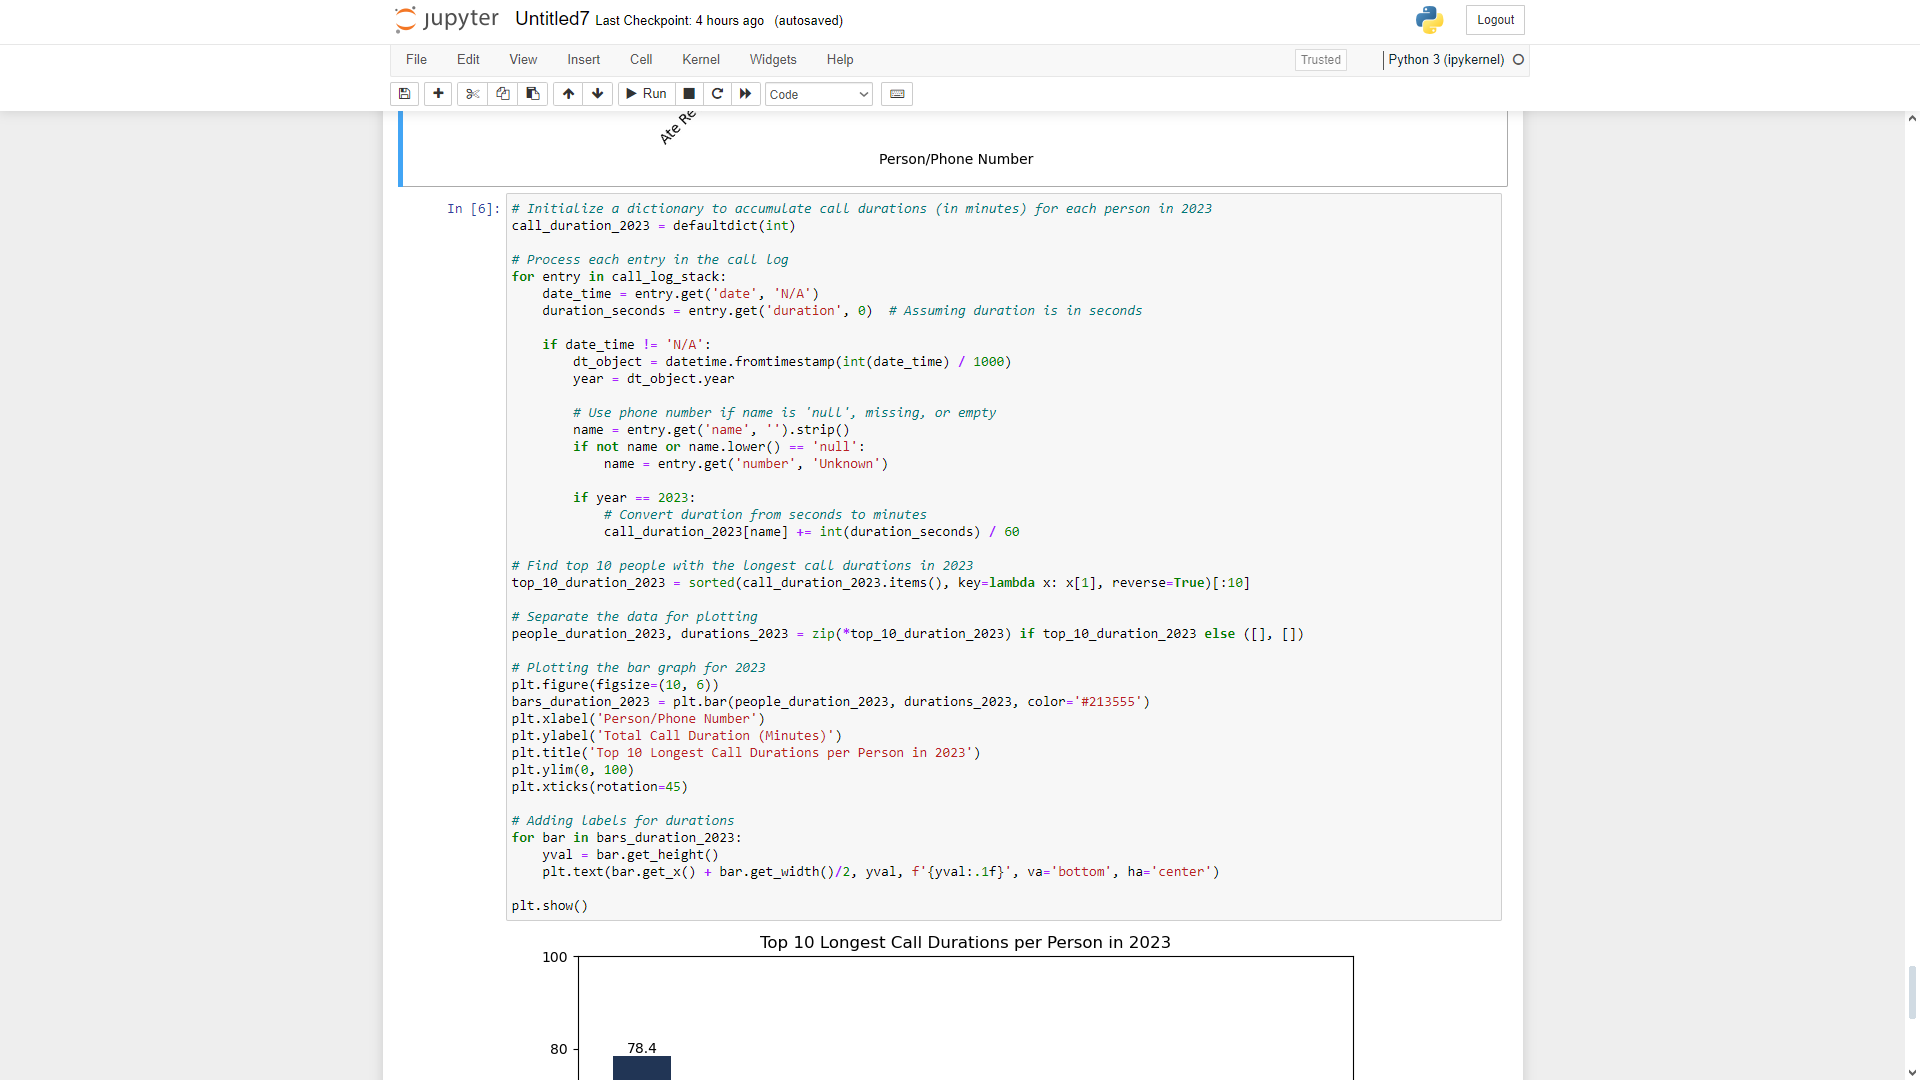 jupyter Untitled7 Last Checkpoint: 4 hours ago (autosaved) Logout
File Edit View Insert Cell Kernel Widgets Help Trusted Python 3 (ipykernel)
Run Code
Ate Re
Person/Phone Number
In [6]:
# Initialize a dictionary to accumulate call durations (in minutes) for each person in 2023
call_duration_2023 = defaultdict(int)

# Process each entry in the call log
for entry in call_log_stack:
    date_time = entry.get('date', 'N/A')
    duration_seconds = entry.get('duration', 0)  # Assuming duration is in seconds

    if date_time != 'N/A':
        dt_object = datetime.fromtimestamp(int(date_time) / 1000)
        year = dt_object.year

        # Use phone number if name is 'null', missing, or empty
        name = entry.get('name', '').strip()
        if not name or name.lower() == 'null':
            name = entry.get('number', 'Unknown')

        if year == 2023:
            # Convert duration from seconds to minutes
            call_duration_2023[name] += int(duration_seconds) / 60

# Find top 10 people with the longest call durations in 2023
top_10_duration_2023 = sorted(call_duration_2023.items(), key=lambda x: x[1], reverse=True)[:10]

# Separate the data for plotting
people_duration_2023, durations_2023 = zip(*top_10_duration_2023) if top_10_duration_2023 else ([], [])

# Plotting the bar graph for 2023
plt.figure(figsize=(10, 6))
bars_duration_2023 = plt.bar(people_duration_2023, durations_2023, color='#213555')
plt.xlabel('Person/Phone Number')
plt.ylabel('Total Call Duration (Minutes)')
plt.title('Top 10 Longest Call Durations per Person in 2023')
plt.ylim(0, 100)
plt.xticks(rotation=45)

# Adding labels for durations
for bar in bars_duration_2023:
    yval = bar.get_height()
    plt.text(bar.get_x() + bar.get_width()/2, yval, f'{yval:.1f}', va='bottom', ha='center')

plt.show()
Top 10 Longest Call Durations per Person in 2023
100
80
78.4